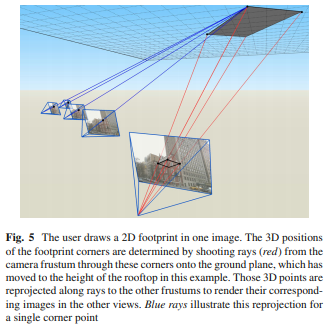 Fig. 5 The user draws a 2D footprint in one image. The 3D positions
of the footprint corners are determined by shooting rays (red) from the
camera frustum through these corners onto the ground plane, which has
moved to the height of the rooftop in this example. Those 3D points are
reprojected along rays to the other frustums to render their correspond-
ing images in the other views. Blue rays illustrate this reprojection for
a single corner point